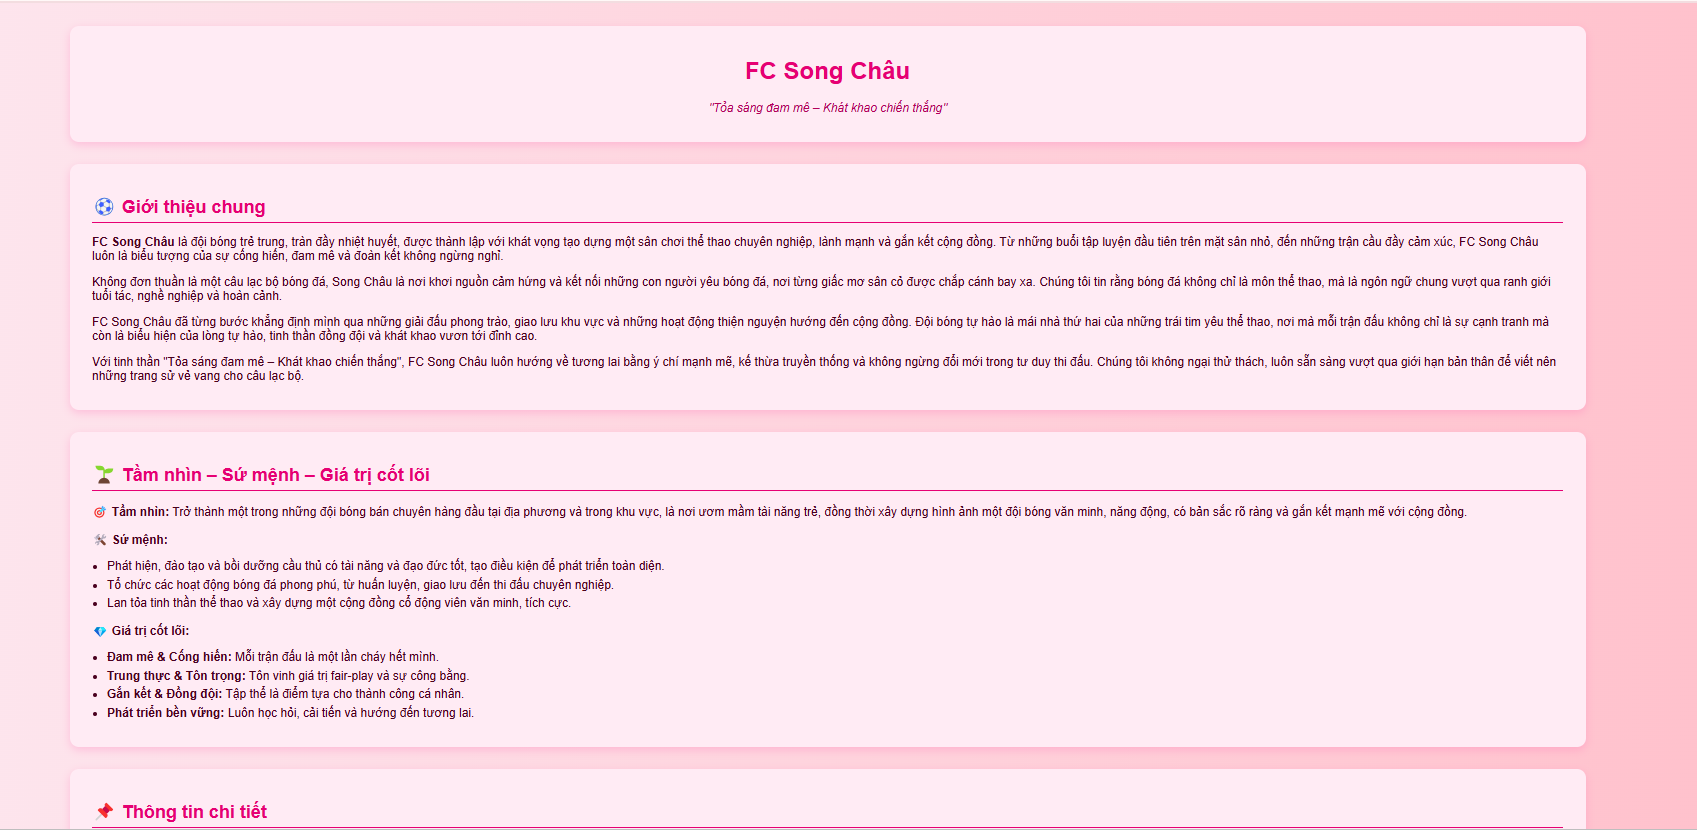 FC Song Châu
"Tỏa sáng đam mê – Khát khao chiến thắng"
Giới thiệu chung
FC Song Châu là đội bóng trẻ trung, tràn đầy nhiệt huyết, được thành lập với khát vọng tạo dựng một sân chơi thể thao chuyên nghiệp, lành mạnh và gắn kết cộng đồng. Từ những buổi tập luyện đầu tiên trên mặt sân nhỏ, đến những trận cầu đầy cảm xúc, FC Song Châu
luôn là biểu tượng của sự cống hiến, đam mê và đoàn kết không ngừng nghỉ.
Không đơn thuần là một câu lạc bộ bóng đá, Song Châu là nơi khơi nguồn cảm hứng và kết nối những con người yêu bóng đá, nơi từng giấc mơ sân cỏ được chắp cánh bay xa. Chúng tôi tin rằng bóng đá không chỉ là môn thể thao, mà là ngôn ngữ chung vượt qua ranh giới
tuổi tác, nghề nghiệp và hoàn cảnh.
FC Song Châu đã từng bước khẳng định mình qua những giải đấu phong trào, giao lưu khu vực và những hoạt động thiện nguyện hướng đến cộng đồng. Đội bóng tự hào là mái nhà thứ hai của những trái tim yêu thể thao, nơi mà mỗi trận đấu không chỉ là sự cạnh tranh mà
còn là biểu hiện của lòng tự hào, tinh thần đồng đội và khát khao vươn tới đỉnh cao.
Với tinh thần "Tỏa sáng đam mê – Khát khao chiến thắng", FC Song Châu luôn hướng về tương lai bằng ý chí mạnh mẽ, kế thừa truyền thống và không ngừng đổi mới trong tư duy thi đấu. Chúng tôi không ngại thử thách, luôn sẵn sàng vượt qua giới hạn bản thân để viết nên
những trang sử vẻ vang cho câu lạc bộ.
Tầm nhìn – Sứ mệnh – Giá trị cốt lõi
Tầm nhìn: Trở thành một trong những đội bóng bán chuyên hàng đầu tại địa phương và trong khu vực, là nơi ươm mầm tài năng trẻ, đồng thời xây dựng hình ảnh một đội bóng văn minh, năng động, có bản sắc rõ ràng và gắn kết mạnh mẽ với cộng đồng.
Sứ mệnh:
• Phát hiện, đào tạo và bồi dưỡng cầu thủ có tài năng và đạo đức tốt, tạo điều kiện để phát triển toàn diện.
• Tổ chức các hoạt động bóng đá phong phú, từ huấn luyện, giao lưu đến thi đấu chuyên nghiệp.
• Lan tỏa tinh thần thể thao và xây dựng một cộng đồng cổ động viên văn minh, tích cực.
Giá trị cốt lõi:
• Đam mê & Cống hiến: Mỗi trận đấu là một lần cháy hết mình.
• Trung thực & Tôn trọng: Tôn vinh giá trị fair-play và sự công bằng.
• Gắn kết & Đồng đội: Tập thể là điểm tựa cho thành công cá nhân.
• Phát triển bền vững: Luôn học hỏi, cải tiến và hướng đến tương lai.
Thông tin chi tiết